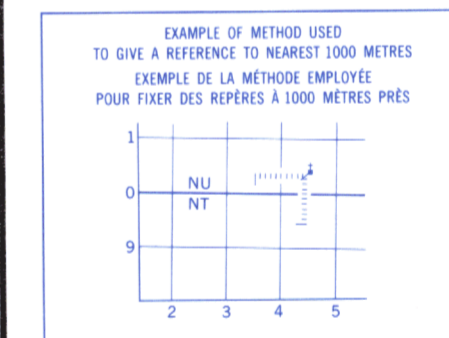 EXAMPLE OF METHOD USED
TO GIVE A REFERENCE TO NEAREST 1000 METRES
EXEMPLE DE LA MÉTHODE EMPLOYÉE
POUR FIXER DES REPÈRES À 1000 MÈTRES PRÈS
1
NU
0
NT
9
2 3 4 5